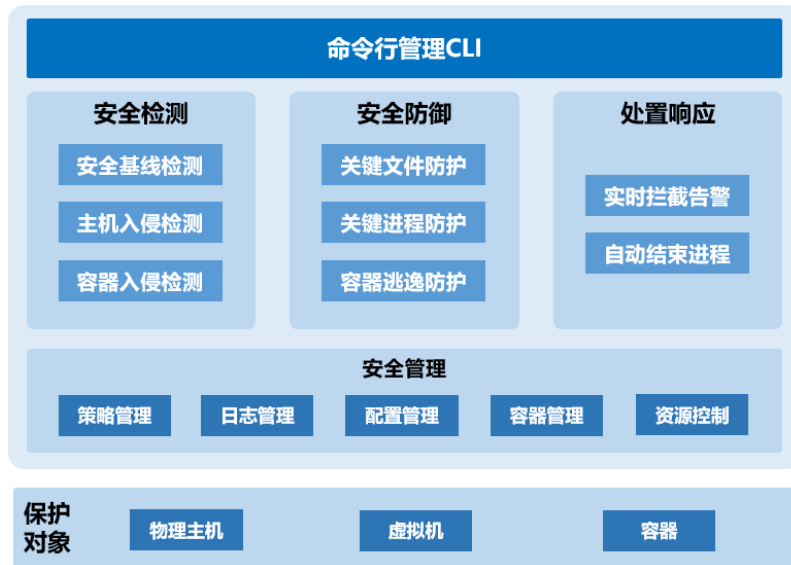 命令行管理CLI
安全检测
安全基线检测
主机入侵检测
容器入侵检测
安全防御
关键文件防护
关键进程防护
容器逃逸防护
处置响应
实时拦截告警
自动结束进程
安全管理
策略管理
日志管理
配置管理
容器管理
资源控制
保护
对象
物理主机
虚拟机
容器